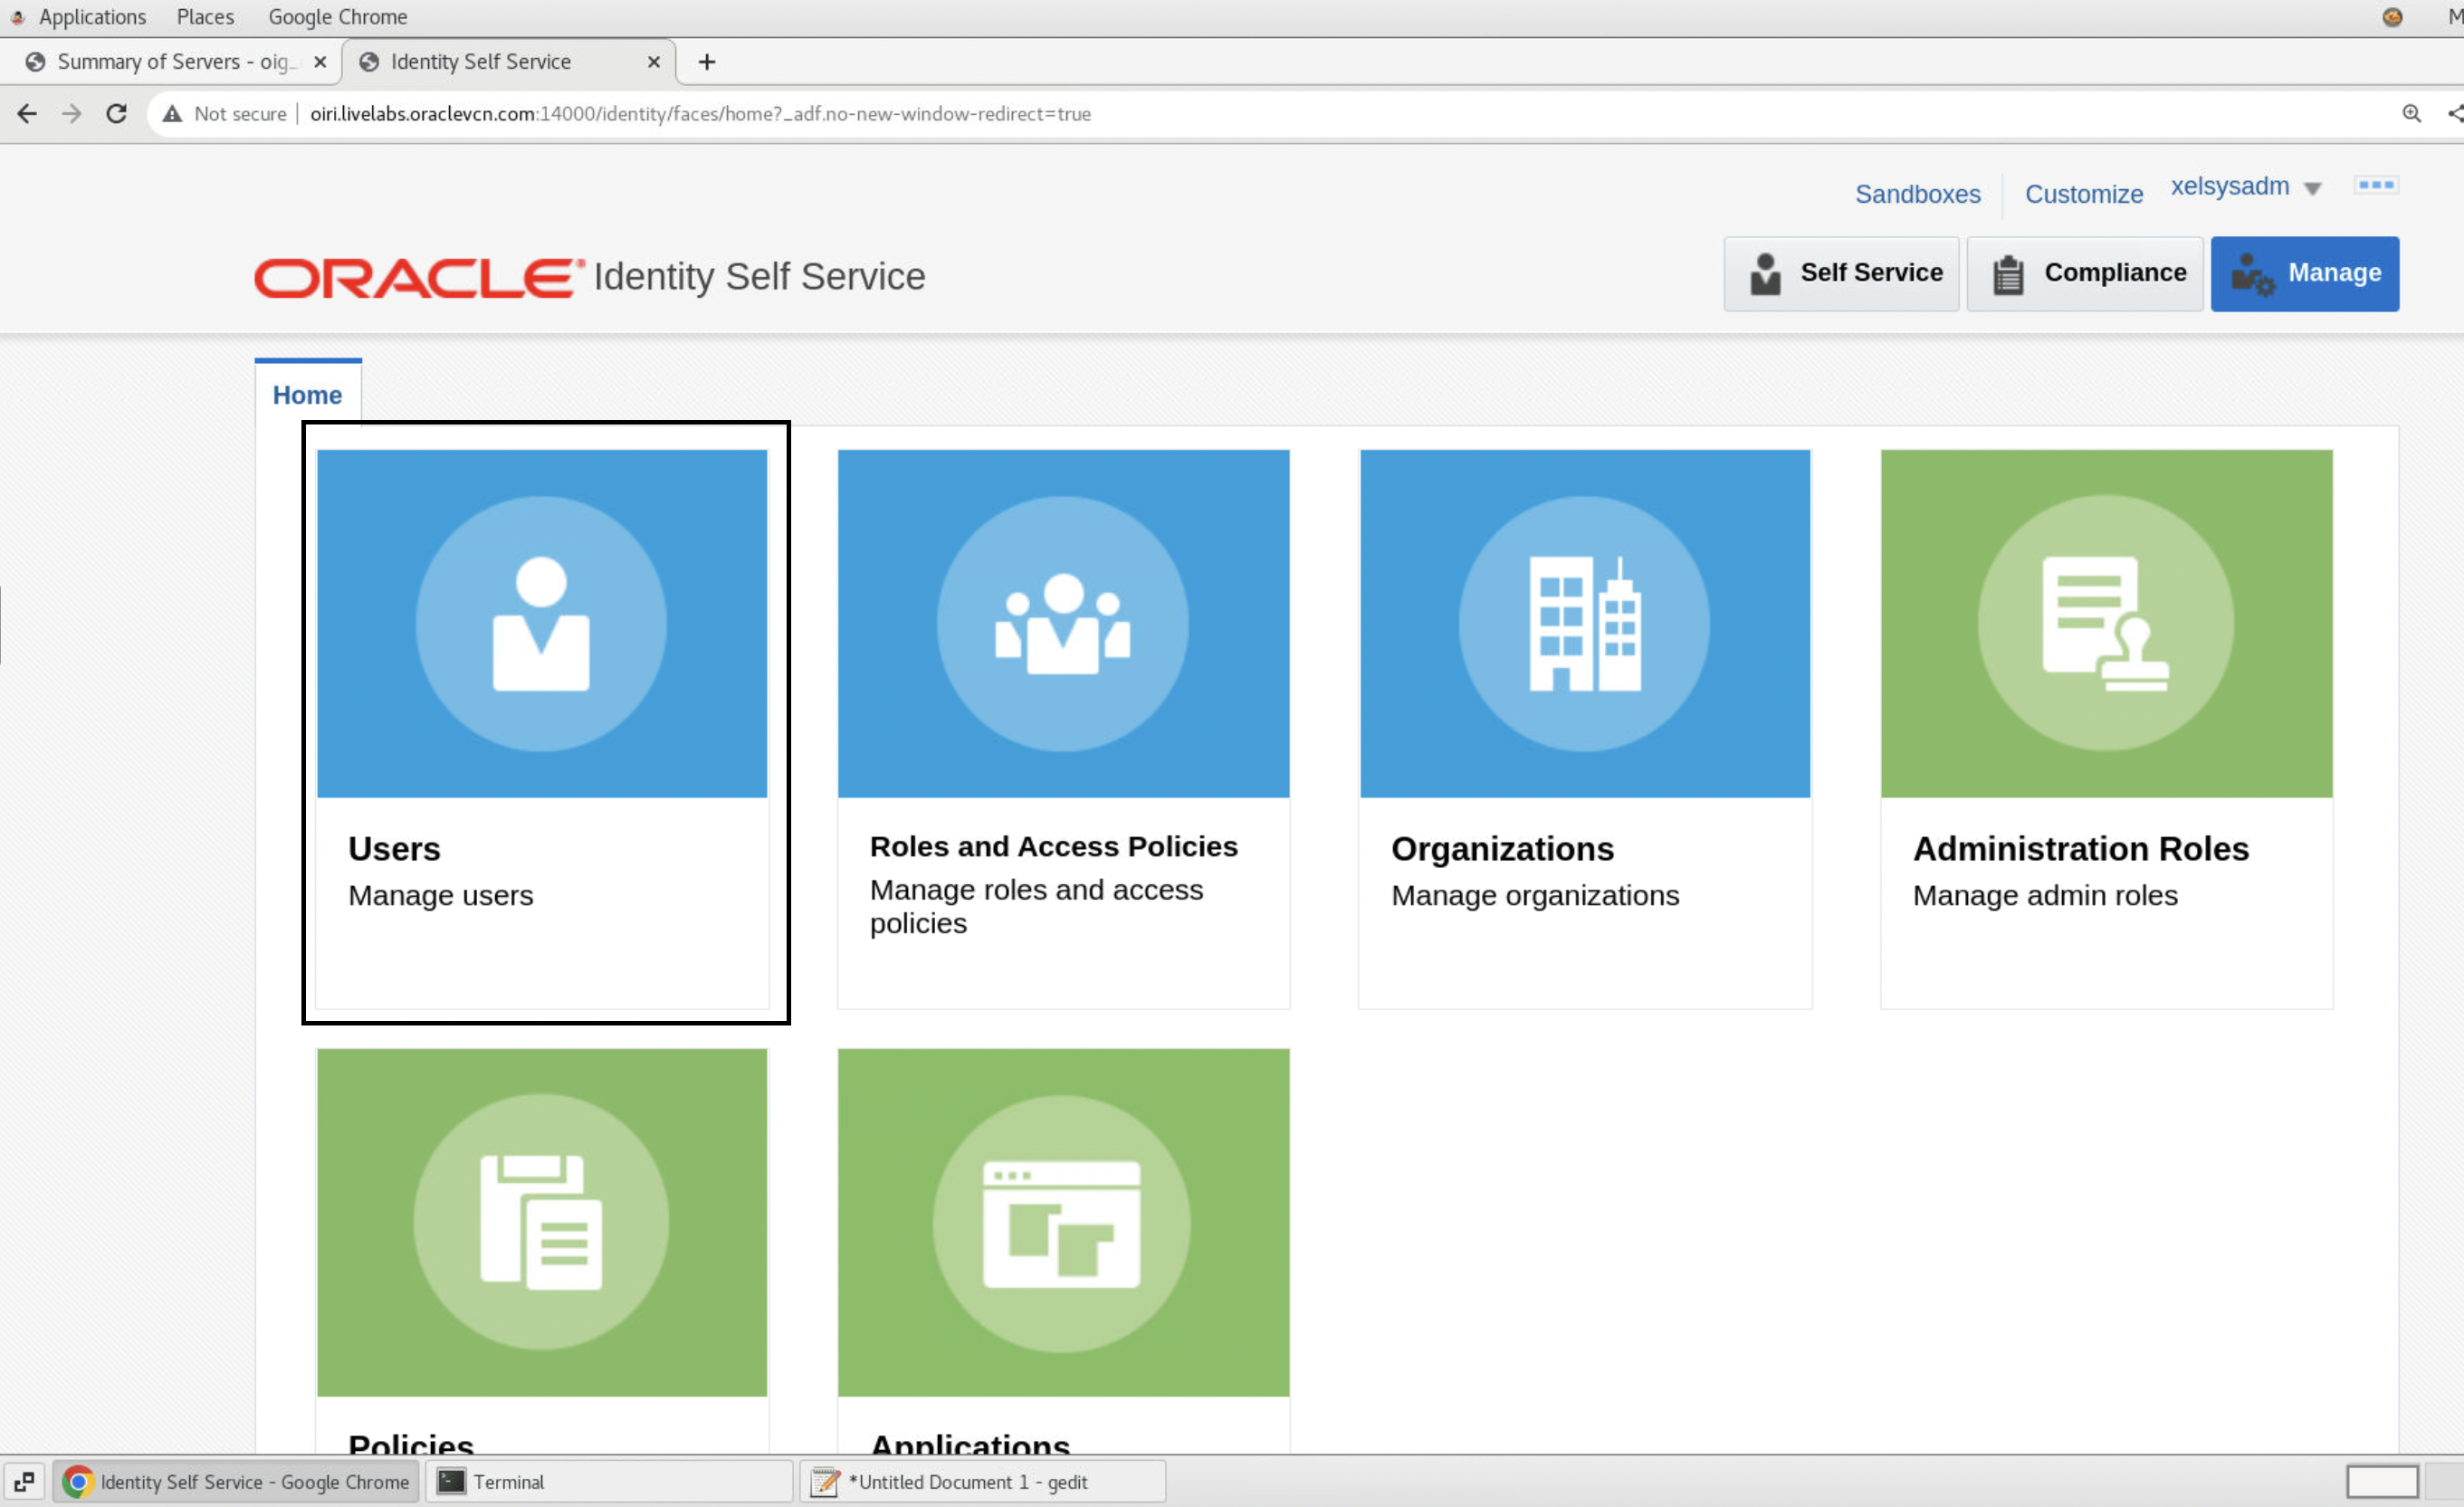 Applications Places Google Chrome
Summary of Servers - oig_ Identity Self Service
Not secure oiri.livelabs.oraclevcn.com:14000/identity/faces/home?_adf.no-new-window-redirect=true
Sandboxes Customize xelsysadm
ORACLE Identity Self Service
Self Service Compliance Manage
Home
Users
Manage users
Roles and Access Policies
Manage roles and access
policies
Organizations
Manage organizations
Administration Roles
Manage admin roles
Policies
Applications
Identity Self Service - Google Chrome Terminal *Untitled Document 1 - gedit